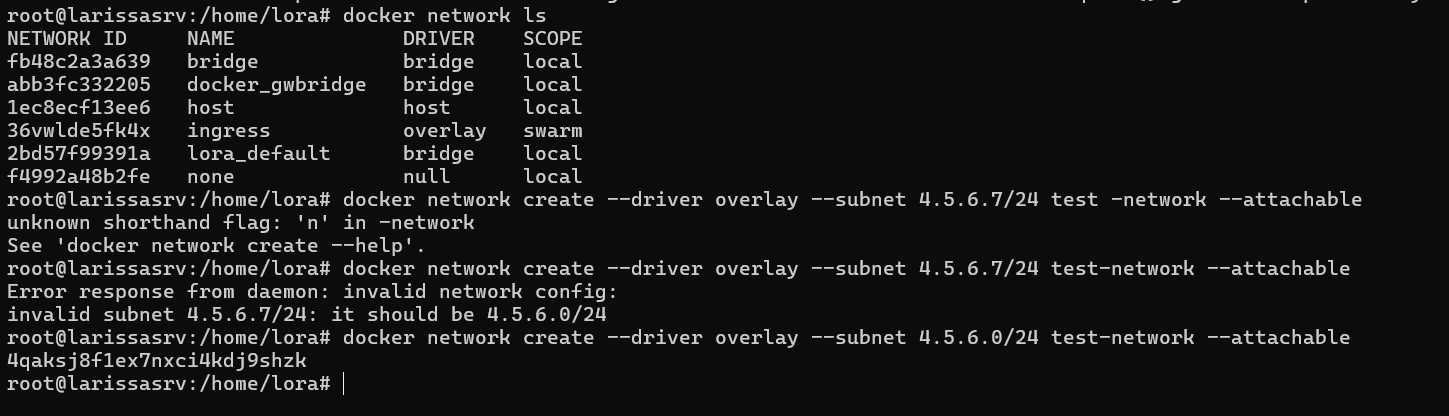 root@larissasrv:/home/lora# docker network ls
NETWORK ID     NAME              DRIVER    SCOPE
fb48c2a3a639   bridge            bridge    local
abb3fc332205   docker_gwbridge   bridge    local
1ec8ecf13ee6   host              host      local
36vwlde5fk4x   ingress           overlay   swarm
2bd57f99391a   lora_default      bridge    local
f4992a48b2fe   none              null      local
root@larissasrv:/home/lora# docker network create --driver overlay --subnet 4.5.6.7/24 test -network --attachable
unknown shorthand flag: 'n' in -network
See 'docker network create --help'.
root@larissasrv:/home/lora# docker network create --driver overlay --subnet 4.5.6.7/24 test-network --attachable
Error response from daemon: invalid network config:
invalid subnet 4.5.6.7/24: it should be 4.5.6.0/24
root@larissasrv:/home/lora# docker network create --driver overlay --subnet 4.5.6.0/24 test-network --attachable
4qaksj8f1ex7nxci4kdj9shzk
root@larissasrv:/home/lora#